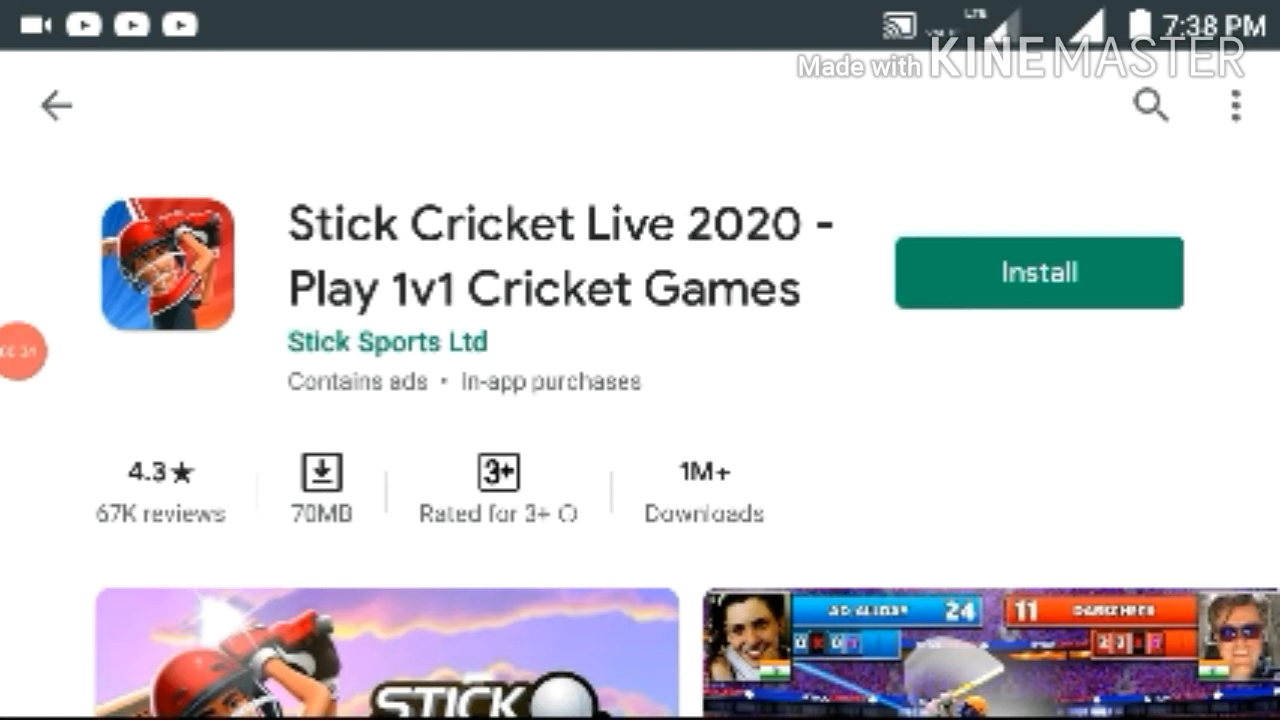 7:38 PM
Made with KINEMASTER
Stick Cricket Live 2020 -
Play 1v1 Cricket Games
Install
Stick Sports Ltd
Contains ads • In-app purchases
4.3★
67K reviews
70MB
3+
Rated for 3+
1M+
Downloads
STICK
24
11